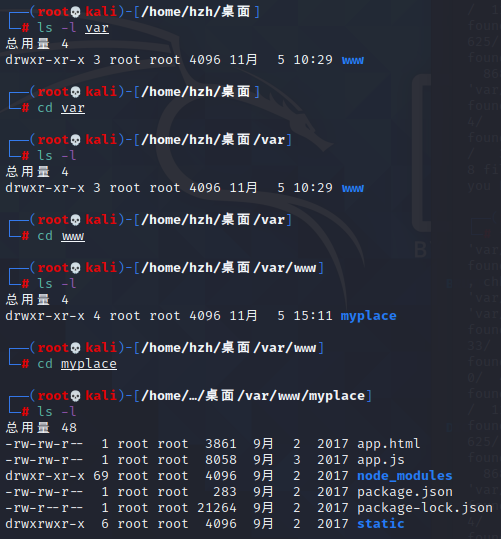 ┌──(root💀kali)-[/home/hzh/桌面]
└─# ls -l var
总用量 4
drwxr-xr-x 3 root root 4096 11月  5 10:29 www
┌──(root💀kali)-[/home/hzh/桌面]
└─# cd var
┌──(root💀kali)-[/home/hzh/桌面/var]
└─# ls -l
总用量 4
drwxr-xr-x 3 root root 4096 11月  5 10:29 www
┌──(root💀kali)-[/home/hzh/桌面/var]
└─# cd www
┌──(root💀kali)-[/home/hzh/桌面/var/www]
└─# ls -l
总用量 4
drwxr-xr-x 4 root root 4096 11月  5 15:11 myplace
┌──(root💀kali)-[/home/hzh/桌面/var/www]
└─# cd myplace
┌──(root💀kali)-[/home/…/桌面/var/www/myplace]
└─# ls -l
总用量 48
-rw-rw-r--  1 root root  3861  9月  2  2017 app.html
-rw-rw-r--  1 root root  8058  9月  3  2017 app.js
drwxr-xr-x 69 root root  4096  9月  2  2017 node_modules
-rw-rw-r--  1 root root   283  9月  2  2017 package.json
-rw-r--r--  1 root root 21264  9月  2  2017 package-lock.json
drwxrwxr-x  6 root root  4096  9月  2  2017 static